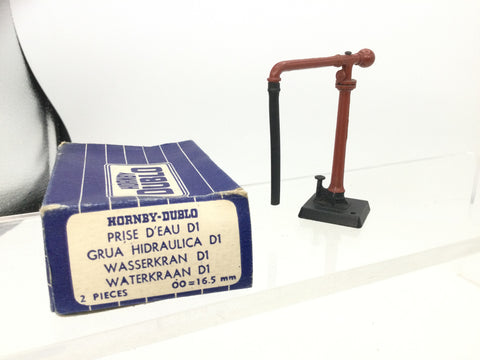 HORNBY
DUBLO
HORNBY-DUBLO
PRISE D'EAU D1
GRUA HIDRAULICA D1
WASSERKRAN D1
WATERKRAAN D1
2 PIECES 00=16.5 mm